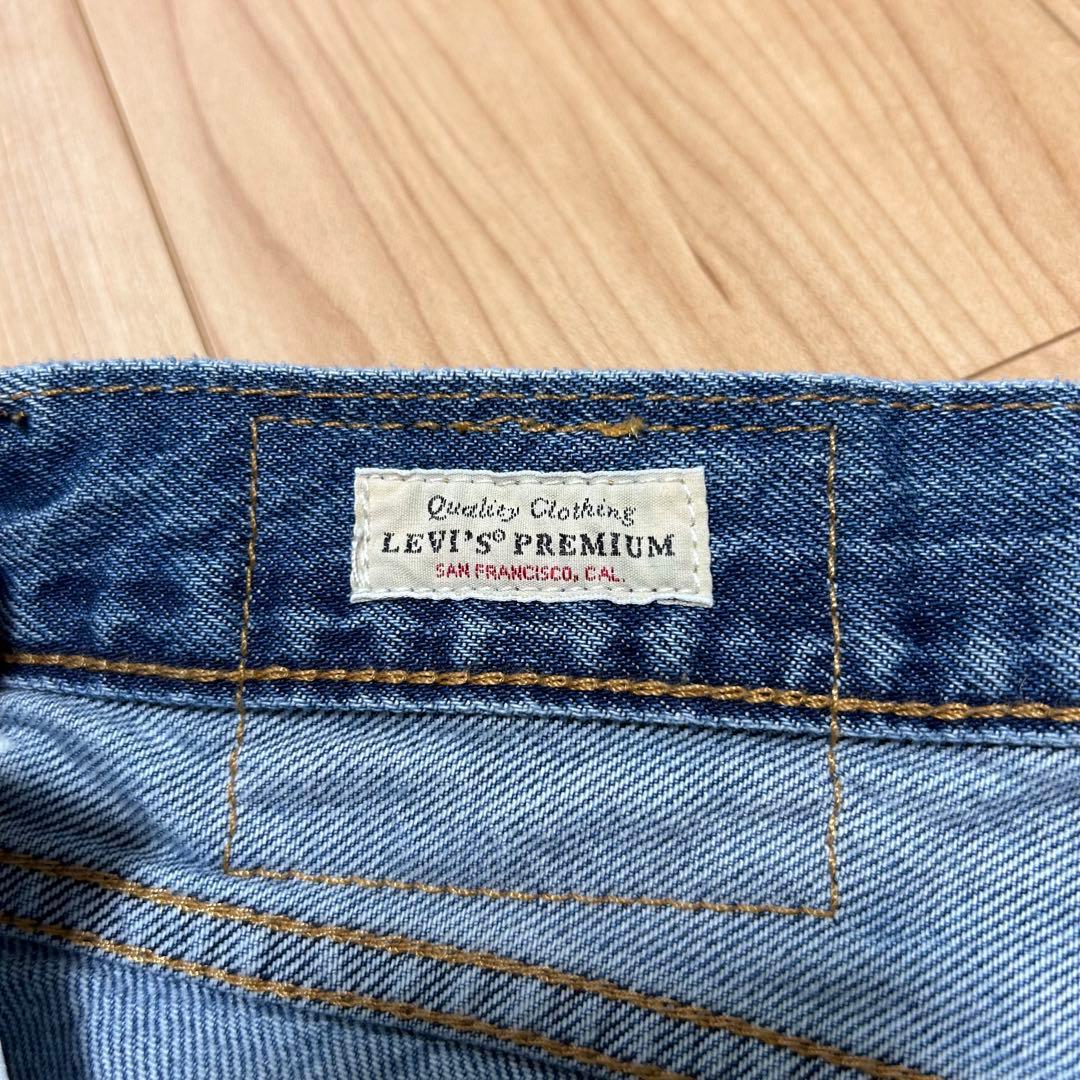 Quality Clothing
LEVI'S® PREMIUM
SAN FRANCISCO, CAL.